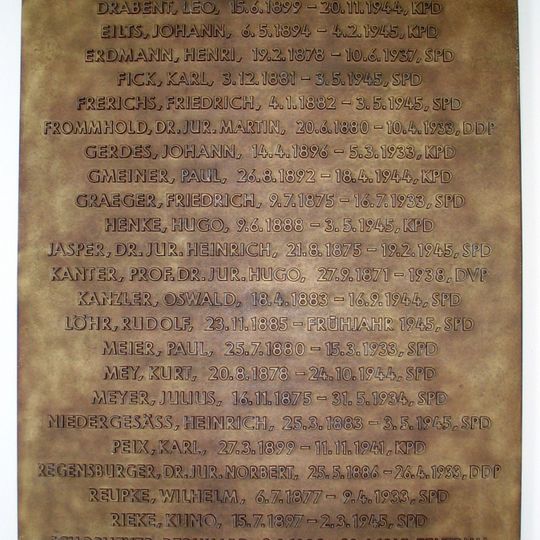 DRABENT, LEO, 15.6.1899 – 20.11.1944, KPD
EILTS, JOHANN, 6.5.1894 – 4.2.1945, KPD
ERDMANN, HENRI, 19.2.1878 – 10.6.1937, SPD
FICK, KARL, 3.12.1881 – 3.5.1945, SPD
FRERICHS, FRIEDRICH, 4.1.1882 – 3.5.1945, SPD
FROMMHOLD, DR. JUR. MARTIN, 20.6.1880 – 10.4.1933, DDP
GERDES, JOHANN, 14.4.1896 – 5.3.1933, KPD
GMEINER, PAUL, 26.8.1892 – 18.4.1944, KPD
GRAEGER, FRIEDRICH, 9.7.1875 – 16.7.1933, SPD
HENKE, HUGO, 9.6.1888 – 3.5.1945, KPD
JASPER, DR. JUR. HEINRICH, 21.8.1875 – 19.2.1945, SPD
KANTER, PROF. DR. JUR. HUGO, 27.9.1871 – 1938, DVP
KANZLER, OSWALD, 18.4.1883 – 16.9.1944, SPD
LÖHR, RUDOLF, 23.11.1885 – FRÜHJAHR 1945, SPD
MEIER, PAUL, 25.7.1880 – 15.3.1933, SPD
MEY, KURT, 20.8.1878 – 24.10.1944, SPD
MEYER, JULIUS, 16.11.1875 – 31.5.1934, SPD
NIEDERGESÄSS, HEINRICH, 25.3.1883 – 3.5.1945, SPD
PEIX, KARL, 27.3.1899 – 11.11.1941, KPD
REGENSBURGER, DR. JUR. NORBERT, 25.5.1886 – 26.4.1933, DDP
REUPKE, WILHELM, 6.7.1877 – 9.4.1933, SPD
RIEKE, KUNO, 15.7.1897 – 2.3.1945, SPD